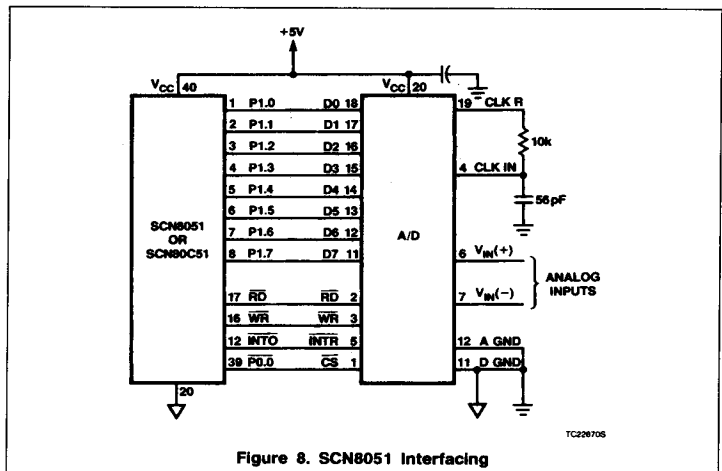 +5V
VCC 40
VCC 20
1 P1.0 D0 18
2 P1.1 D1 17
3 P1.2 D2 16
4 P1.3 D3 15
5 P1.4 D4 14
6 P1.5 D5 13
7 P1.6 D6 12
8 P1.7 D7 11
17 RD RD 2
16 WR WR 3
12 INTO INTR 5
39 P0.0 CS 1
SCN8051
OR
SCN80C51
20
A/D
19 CLK R
10k
4 CLK IN
56pF
6 VIN(+)
7 VIN(−)
ANALOG
INPUTS
12 A GND
11 D GND
TC22870S
Figure 8. SCN8051 Interfacing